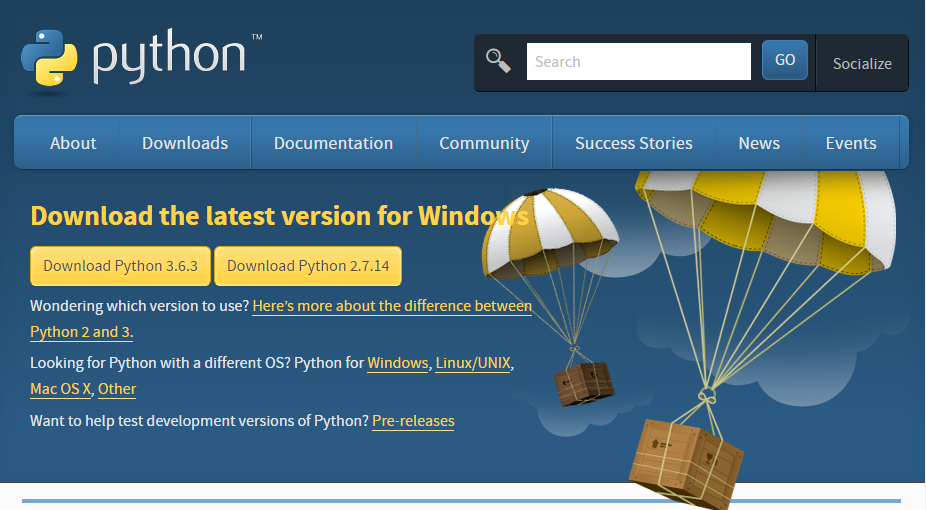 python™
Search
GO
Socialize
About
Downloads
Documentation
Community
Success Stories
News
Events
Download the latest version for Windows
Download Python 3.6.3
Download Python 2.7.14
Wondering which version to use? Here’s more about the difference between
Python 2 and 3.
Looking for Python with a different OS? Python for Windows, Linux/UNIX,
Mac OS X, Other
Want to help test development versions of Python? Pre-releases